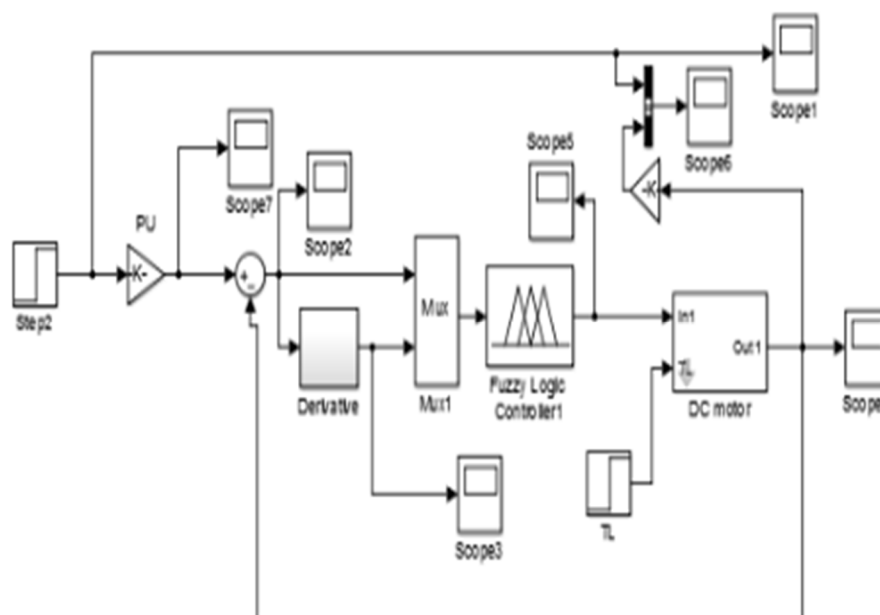 Scope1
Scope5
Scope6
Scope7
PU
Scope2
-K
K-
Step2
Mux
In1
Out1
Derivative
Mux1
Fuzzy Logic
Controller1
DC motor
Scope
Scope3
TL